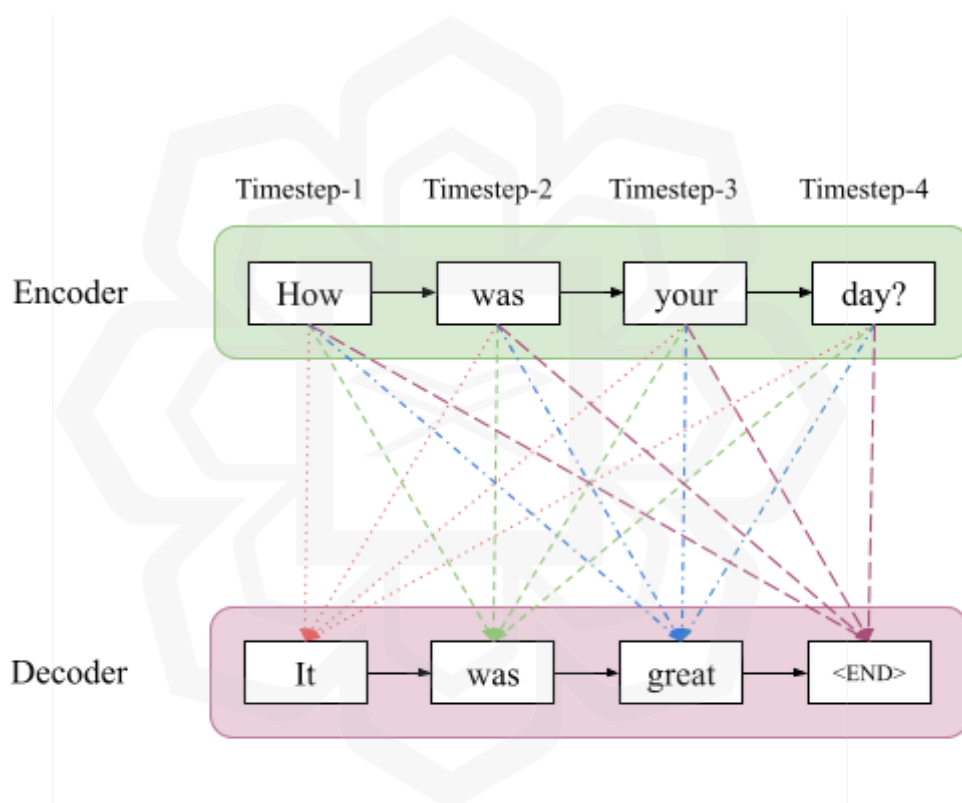 Timestep-1 Timestep-2 Timestep-3 Timestep-4
Encoder How was your day?
Decoder It was great <END>